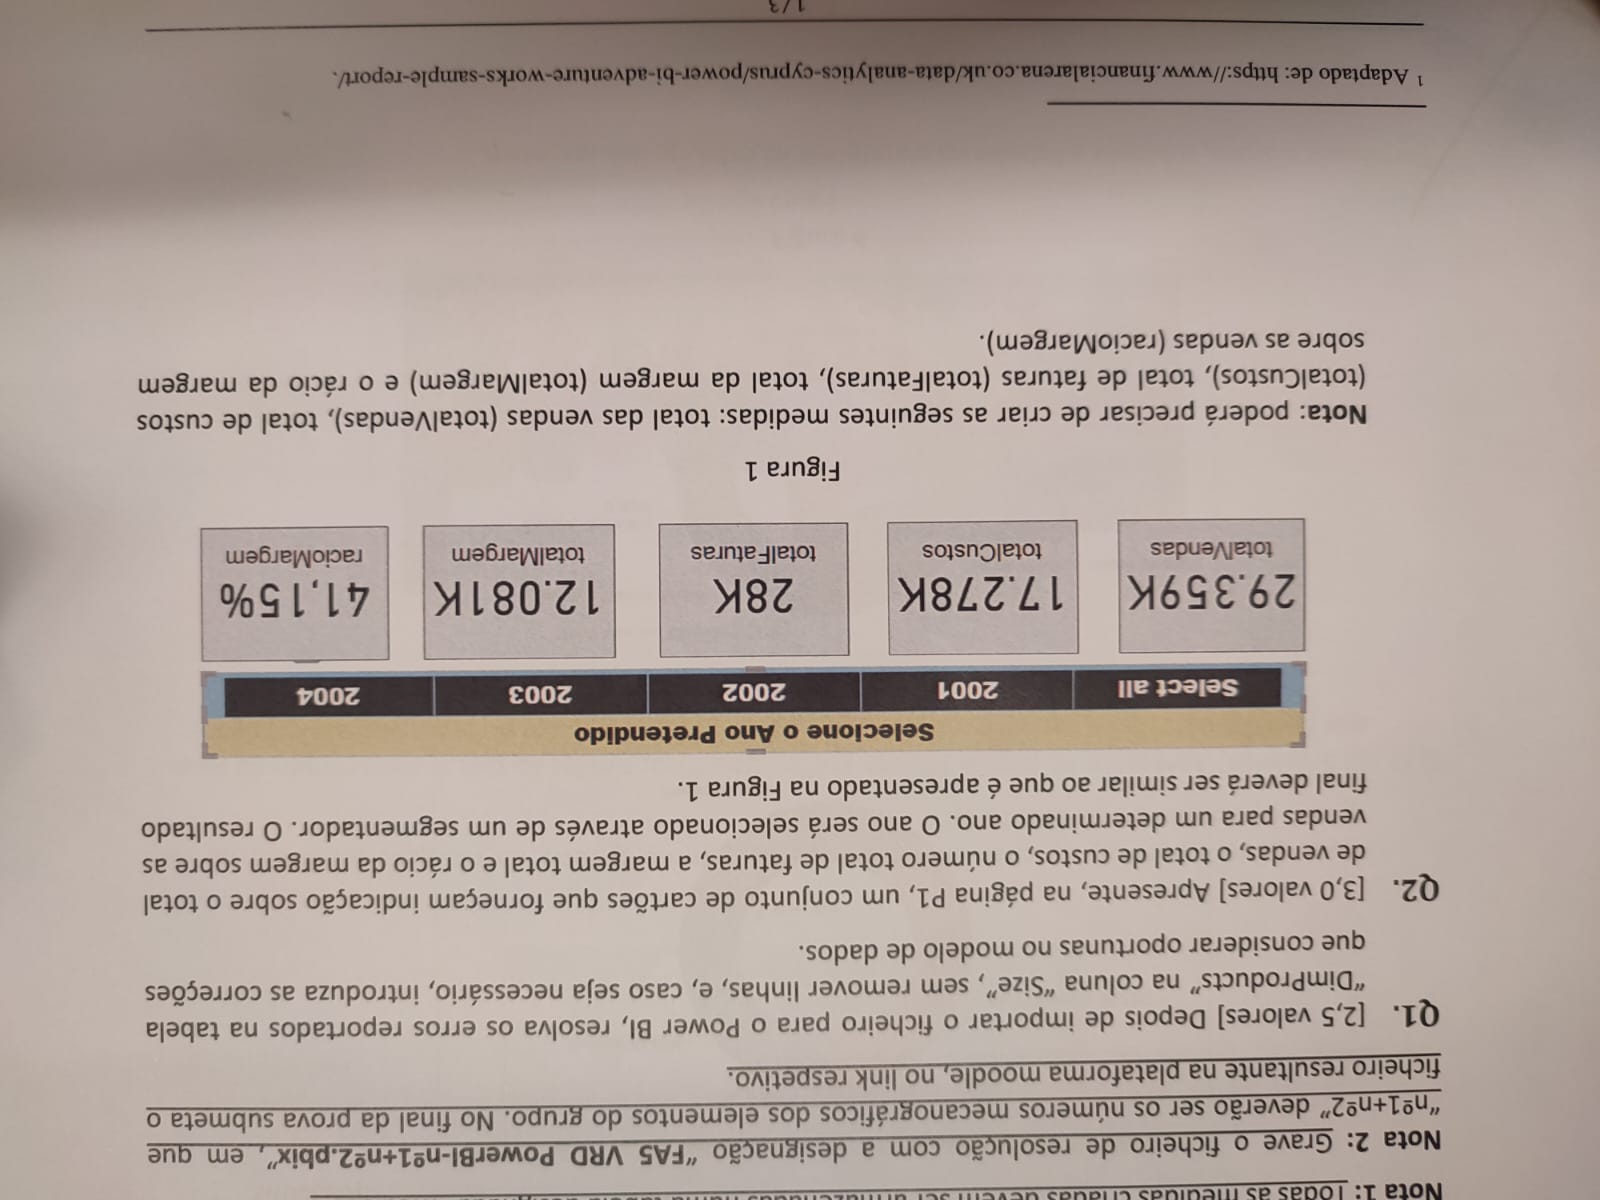 Nota 1: Todas as medidas criadas devem ser armazenadas numa tabela designada
Nota 2: Grave o ficheiro de resolução com a designação “FA5 VRD PowerBI-nº1+nº2.pbix”, em que
“nº1+nº2” deverão ser os números mecanográficos dos elementos do grupo. No final da prova submeta o
ficheiro resultante na plataforma moodle, no link respetivo.
Q1. [2,5 valores] Depois de importar o ficheiro para o Power BI, resolva os erros reportados na tabela
“DimProducts” na coluna “Size”, sem remover linhas, e, caso seja necessário, introduza as correções
que considerar oportunas no modelo de dados.
Q2. [3,0 valores] Apresente, na página P1, um conjunto de cartões que forneçam indicação sobre o total
de vendas, o total de custos, o número total de faturas, a margem total e o rácio da margem sobre as
vendas para um determinado ano. O ano será selecionado através de um segmentador. O resultado
final deverá ser similar ao que é apresentado na Figura 1.
Selecione o Ano Pretendido
Select all 2001 2002 2003 2004
29.359K 17.278K 28K 12.081K 41,15%
totalVendas totalCustos totalFaturas totalMargem racioMargem
Figura 1
Nota: poderá precisar de criar as seguintes medidas: total das vendas (totalVendas), total de custos
(totalCustos), total de faturas (totalFaturas), total da margem (totalMargem) e o rácio da margem
sobre as vendas (racioMargem).
1 Adaptado de: https://www.financialarena.co.uk/data-analytics-cyprus/power-bi-adventure-works-sample-report/.
1/3